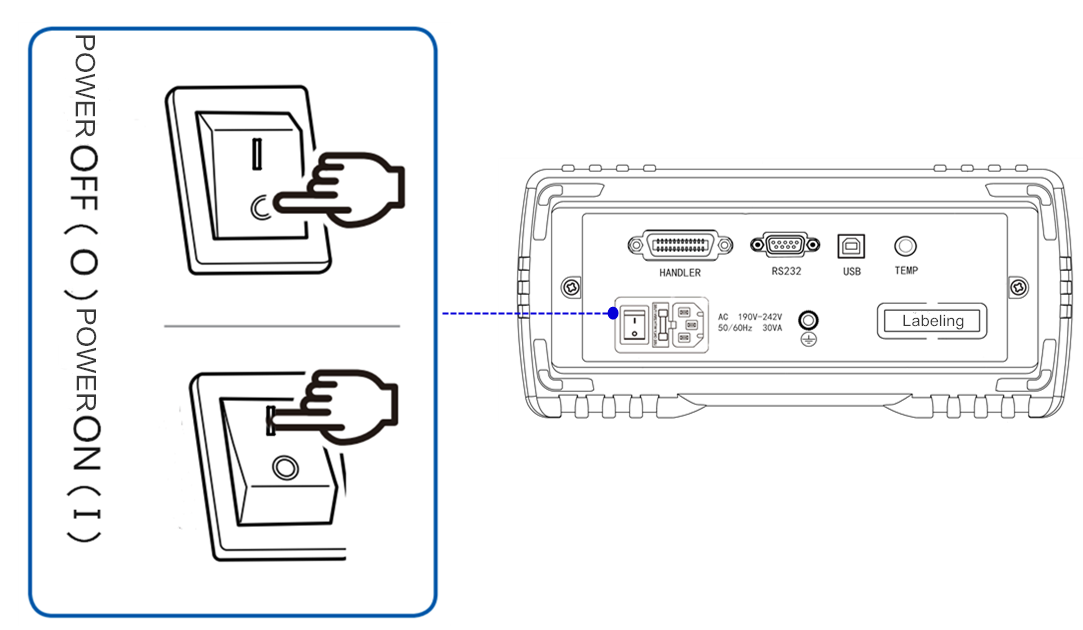 POWER OFF ( O )
POWER ON ( I )
HANDLER
RS232
USB
TEMP
AC 190V-242V
50/60Hz 30VA
Labeling